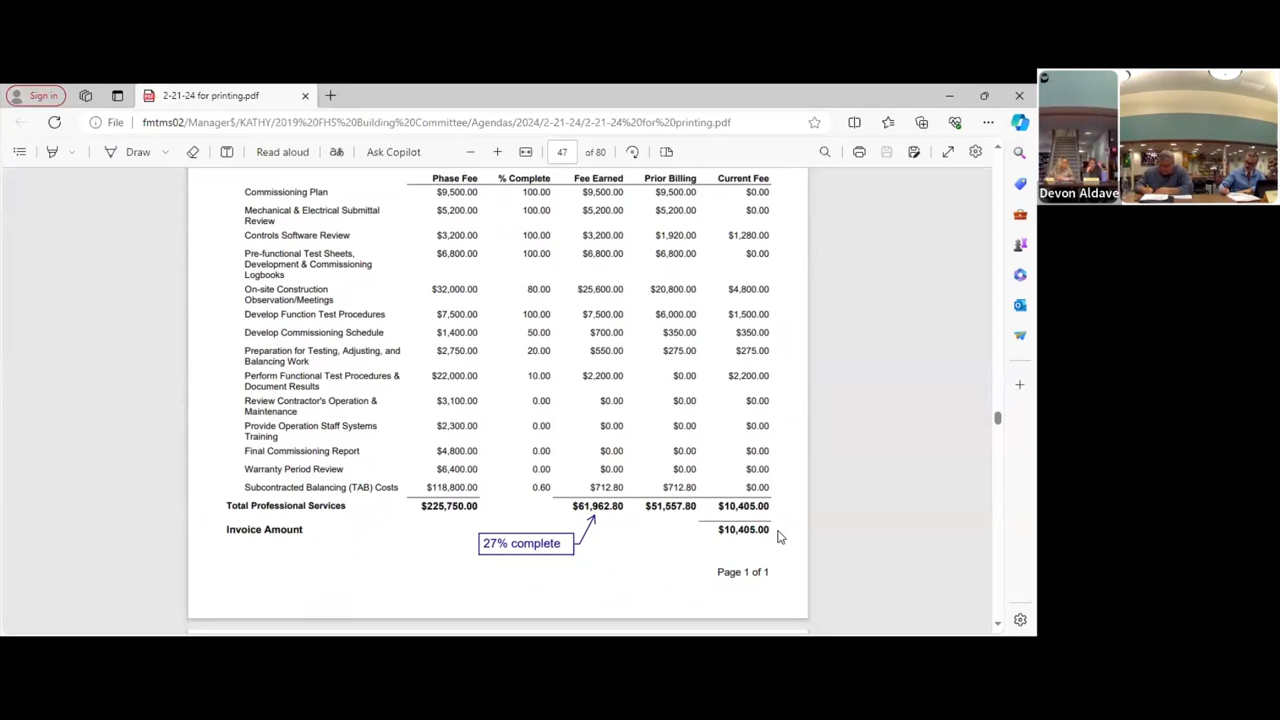 Sign in
2-21-24 for printing.pdf
File fmtms02/Manager$/KATHY/2019%20FHS%20Building%20Committee/Agendas/2024/2-21-24/2-21-24%20for%20printing.pdf
Draw Read aloud Ask Copilot 47 of 80
Devon Aldave
Phase Fee % Complete Fee Earned Prior Billing Current Fee
Commissioning Plan $9,500.00 100.00 $9,500.00 $9,500.00 $0.00
Mechanical & Electrical Submittal $5,200.00 100.00 $5,200.00 $5,200.00 $0.00
Review
Controls Software Review $3,200.00 100.00 $3,200.00 $1,920.00 $1,280.00
Pre-functional Test Sheets, $6,800.00 100.00 $6,800.00 $6,800.00 $0.00
Development & Commissioning
Logbooks
On-site Construction $32,000.00 80.00 $25,600.00 $20,800.00 $4,800.00
Observation/Meetings
Develop Function Test Procedures $7,500.00 100.00 $7,500.00 $6,000.00 $1,500.00
Develop Commissioning Schedule $1,400.00 50.00 $700.00 $350.00 $350.00
Preparation for Testing, Adjusting, and $2,750.00 20.00 $550.00 $275.00 $275.00
Balancing Work
Perform Functional Test Procedures & $22,000.00 10.00 $2,200.00 $0.00 $2,200.00
Document Results
Review Contractor's Operation & $3,100.00 0.00 $0.00 $0.00 $0.00
Maintenance
Provide Operation Staff Systems $2,300.00 0.00 $0.00 $0.00 $0.00
Training
Final Commissioning Report $4,800.00 0.00 $0.00 $0.00 $0.00
Warranty Period Review $6,400.00 0.00 $0.00 $0.00 $0.00
Subcontracted Balancing (TAB) Costs $118,800.00 0.60 $712.80 $712.80 $0.00
Total Professional Services $225,750.00 $61,962.80 $51,557.80 $10,405.00
Invoice Amount $10,405.00
27% complete
Page 1 of 1